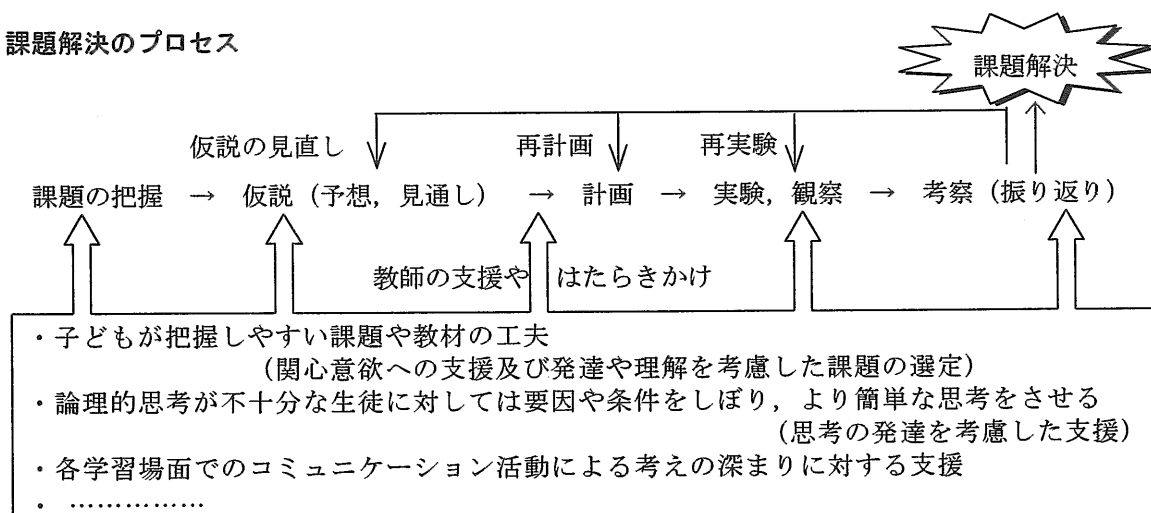 課題解決のプロセス
課題解決
仮説の見直し 再計画 再実験
課題の把握 → 仮説（予想，見通し） → 計画 → 実験，観察 → 考察（振り返り）
教師の支援や はたらきかけ
・子どもが把握しやすい課題や教材の工夫
（関心意欲への支援及び発達や理解を考慮した課題の選定）
・論理的思考が不十分な生徒に対しては要因や条件をしぼり，より簡単な思考をさせる
（思考の発達を考慮した支援）
・各学習場面でのコミュニケーション活動による考えの深まりに対する支援
・ ……………